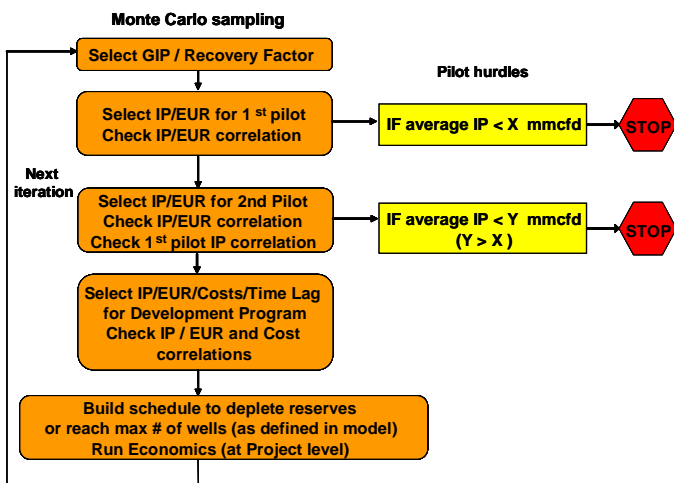 Monte Carlo sampling
Select GIP / Recovery Factor
Pilot hurdles
Select IP/EUR for 1 st pilot
Check IP/EUR correlation
IF average IP < X mmcfd
STOP
Next
iteration
Select IP/EUR for 2nd Pilot
Check IP/EUR correlation
Check 1st pilot IP correlation
IF average IP < Y mmcfd
(Y > X )
STOP
Select IP/EUR/Costs/Time Lag
for Development Program
Check IP / EUR and Cost
correlations
Build schedule to deplete reserves
or reach max # of wells (as defined in model)
Run Economics (at Project level)